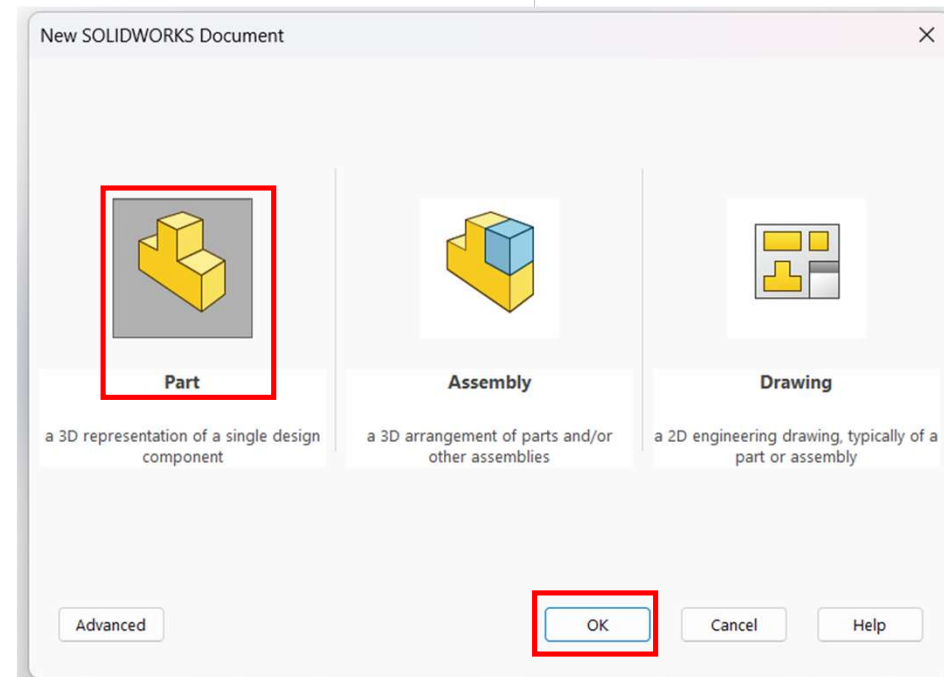 New SOLIDWORKS Document
Part
a 3D representation of a single design
component
Assembly
a 3D arrangement of parts and/or
other assemblies
Drawing
a 2D engineering drawing, typically of a
part or assembly
Advanced
OK
Cancel
Help